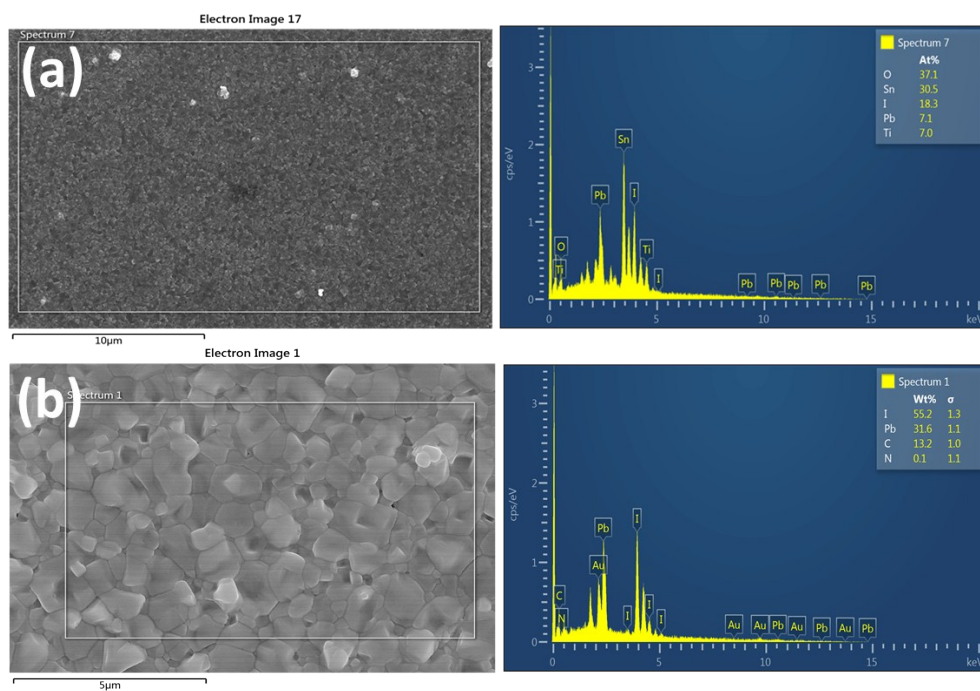 Electron Image 17
Spectrum 7
(a)
10μm
cps/eV
3
2
1
0
0
5
10
15
keV
O
Ti
Pb
Sn
I
Ti
I
Pb
Pb
Pb
Pb
Pb
Spectrum 7
At%
O 37.1
Sn 30.5
I 18.3
Pb 7.1
Ti 7.0
Electron Image 1
Spectrum 1
(b)
5μm
cps/eV
3
2
1
0
0
5
10
15
keV
C
N
Au
Pb
I
I
I
I
Au
Au
Pb
Au
Pb
Au
Pb
Spectrum 1
Wt% σ
I 55.2 1.3
Pb 31.6 1.1
C 13.2 1.0
N 0.1 1.1